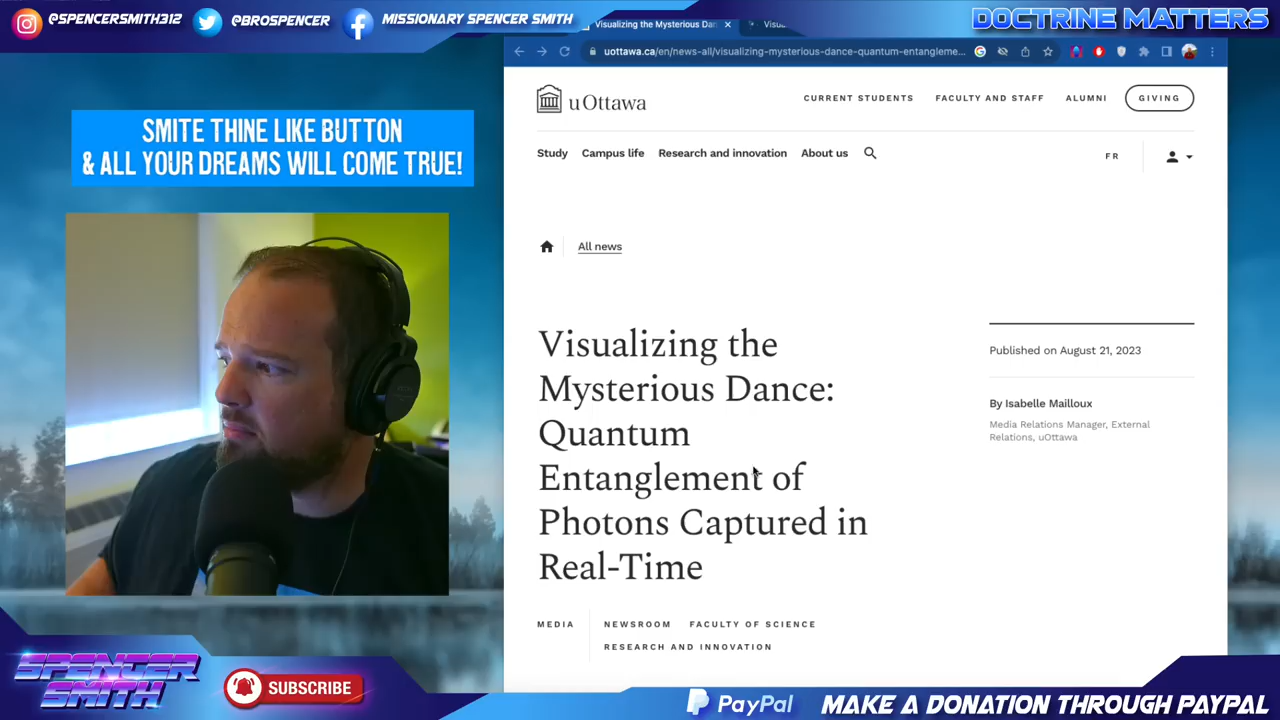 @SPENCERSMITH312
@BROSPENCER
MISSIONARY SPENCER SMITH
DOCTRINE MATTERS
SMITE THINE LIKE BUTTON
& ALL YOUR DREAMS WILL COME TRUE!
Visualizing the Mysterious Dan
Visu
uottawa.ca/en/news-all/visualizing-mysterious-dance-quantum-entangleme...
uOttawa
CURRENT STUDENTS
FACULTY AND STAFF
ALUMNI
GIVING
Study
Campus life
Research and innovation
About us
FR
All news
Visualizing the
Mysterious Dance:
Quantum
Entanglement of
Photons Captured in
Real-Time
Published on August 21, 2023
By Isabelle Mailloux
Media Relations Manager, External
Relations, uOttawa
MEDIA
NEWSROOM
FACULTY OF SCIENCE
RESEARCH AND INNOVATION
SPENCER
SMITH
SUBSCRIBE
PayPal
MAKE A DONATION THROUGH PAYPAL